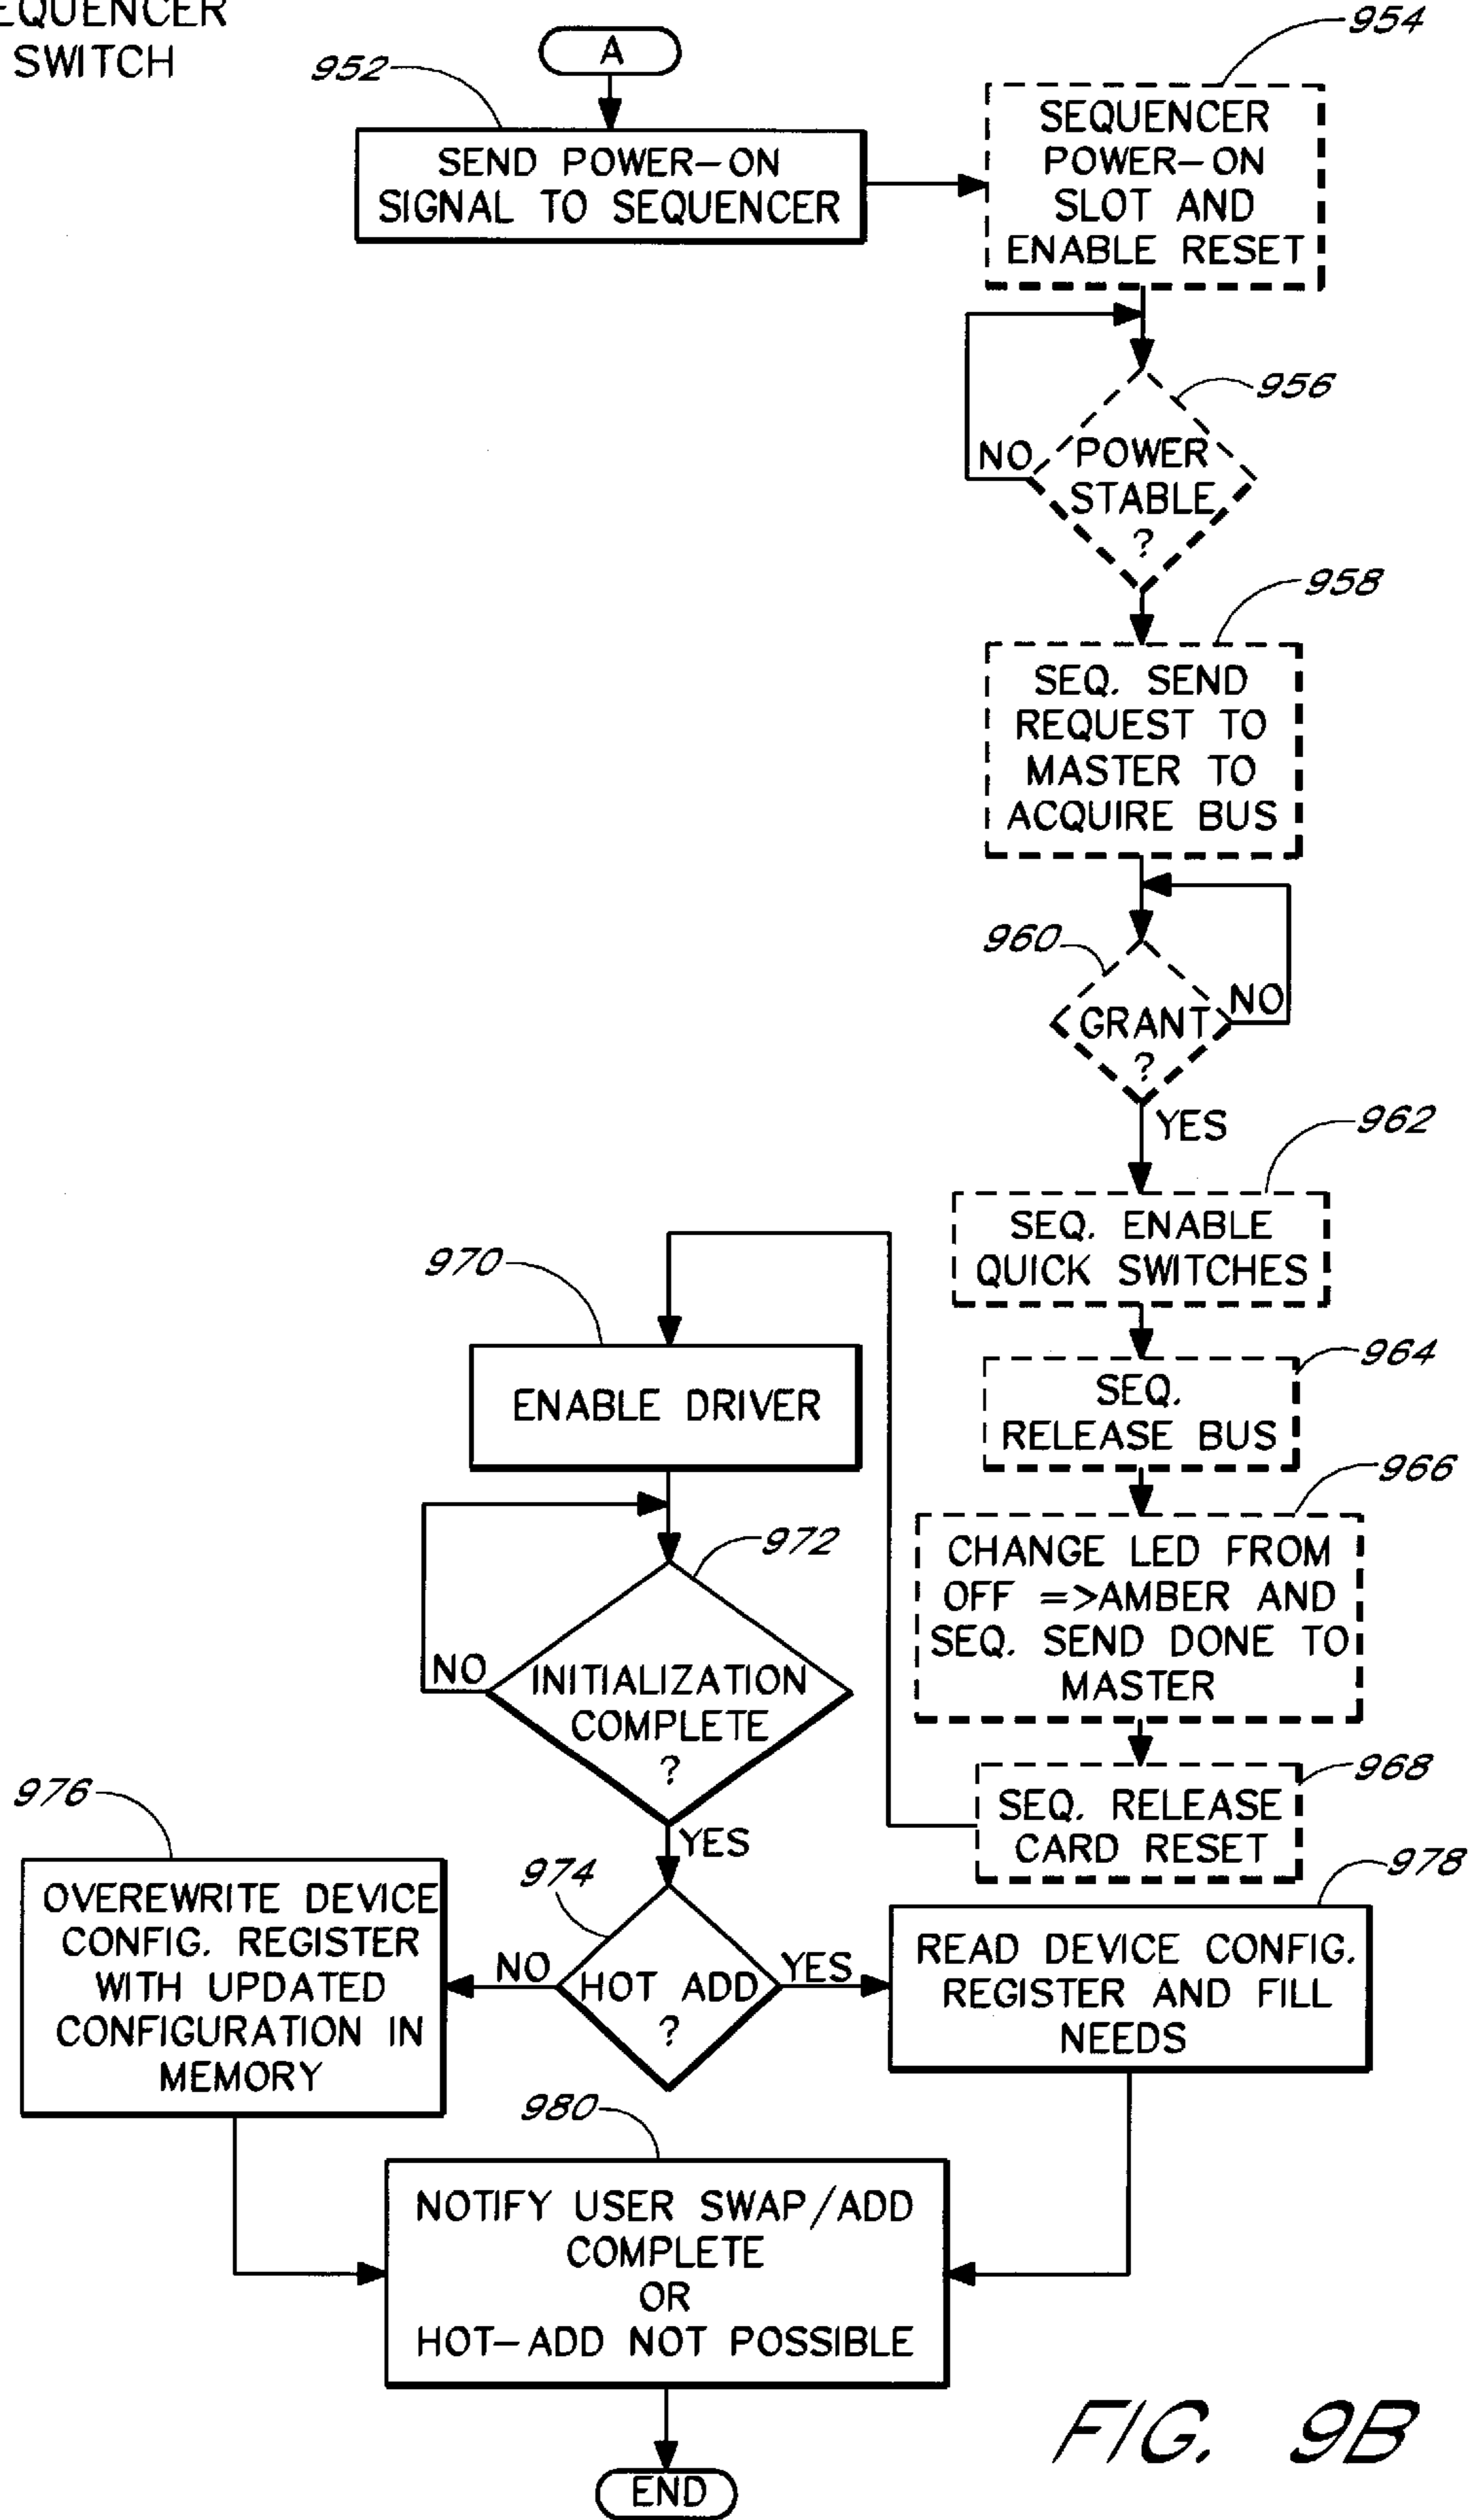 SWITCH
A
952
954
SEND POWER-ON
SIGNAL TO SEQUENCER
SEQUENCER
POWER-ON
SLOT AND
ENABLE RESET
956
NO
POWER
STABLE
?
958
SEQ. SEND
REQUEST TO
MASTER TO
ACQUIRE BUS
960
GRANT
?
NO
YES
962
SEQ. ENABLE
QUICK SWITCHES
964
SEQ.
RELEASE BUS
966
CHANGE LED FROM
OFF =>AMBER AND
SEQ. SEND DONE TO
MASTER
968
SEQ. RELEASE
CARD RESET
970
ENABLE DRIVER
972
NO
INITIALIZATION
COMPLETE
?
YES
974
HOT ADD
?
NO
YES
976
OVEREWRITE DEVICE
CONFIG. REGISTER
WITH UPDATED
CONFIGURATION IN
MEMORY
978
READ DEVICE CONFIG.
REGISTER AND FILL
NEEDS
980
NOTIFY USER SWAP/ADD
COMPLETE
OR
HOT-ADD NOT POSSIBLE
END
FIG. 9B